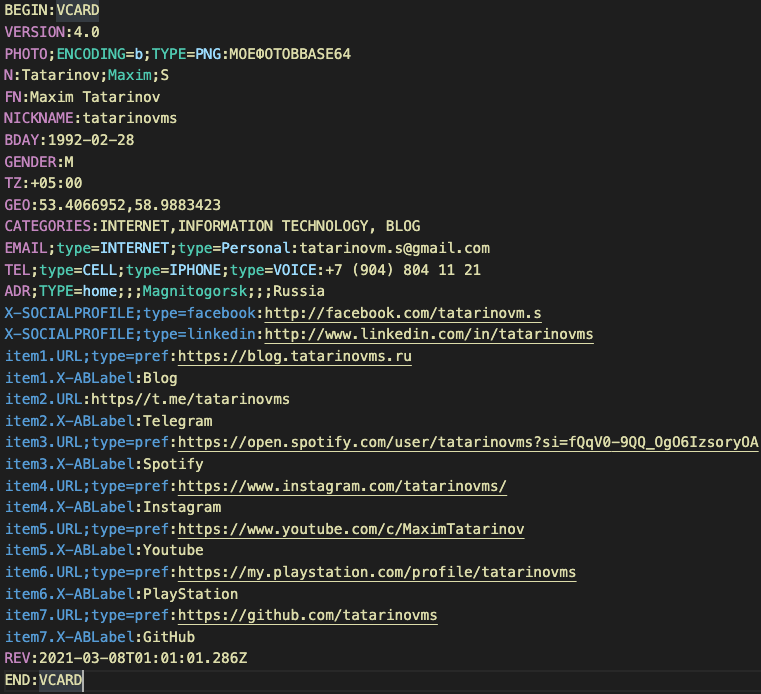 BEGIN:VCARD
VERSION:4.0
PHOTO;ENCODING=b;TYPE=PNG:МОЕФОТОВBASE64
N:Tatarinov;Maxim;S
FN:Maxim Tatarinov
NICKNAME:tatarinovms
BDAY:1992-02-28
GENDER:M
TZ:+05:00
GEO:53.4066952,58.9883423
CATEGORIES:INTERNET,INFORMATION TECHNOLOGY, BLOG
EMAIL;type=INTERNET;type=Personal:tatarinovm.s@gmail.com
TEL;type=CELL;type=IPHONE;type=VOICE:+7 (904) 804 11 21
ADR;TYPE=home;;;Magnitogorsk;;;Russia
X-SOCIALPROFILE;type=facebook:http://facebook.com/tatarinovm.s
X-SOCIALPROFILE;type=linkedin:http://www.linkedin.com/in/tatarinovms
item1.URL;type=pref:https://blog.tatarinovms.ru
item1.X-ABLabel:Blog
item2.URL:https//t.me/tatarinovms
item2.X-ABLabel:Telegram
item3.URL;type=pref:https://open.spotify.com/user/tatarinovms?si=fQqV0-9QQ_OgO6IzsoryOA
item3.X-ABLabel:Spotify
item4.URL;type=pref:https://www.instagram.com/tatarinovms/
item4.X-ABLabel:Instagram
item5.URL;type=pref:https://www.youtube.com/c/MaximTatarinov
item5.X-ABLabel:Youtube
item6.URL;type=pref:https://my.playstation.com/profile/tatarinovms
item6.X-ABLabel:PlayStation
item7.URL;type=pref:https://github.com/tatarinovms
item7.X-ABLabel:GitHub
REV:2021-03-08T01:01:01.286Z
END:VCARD